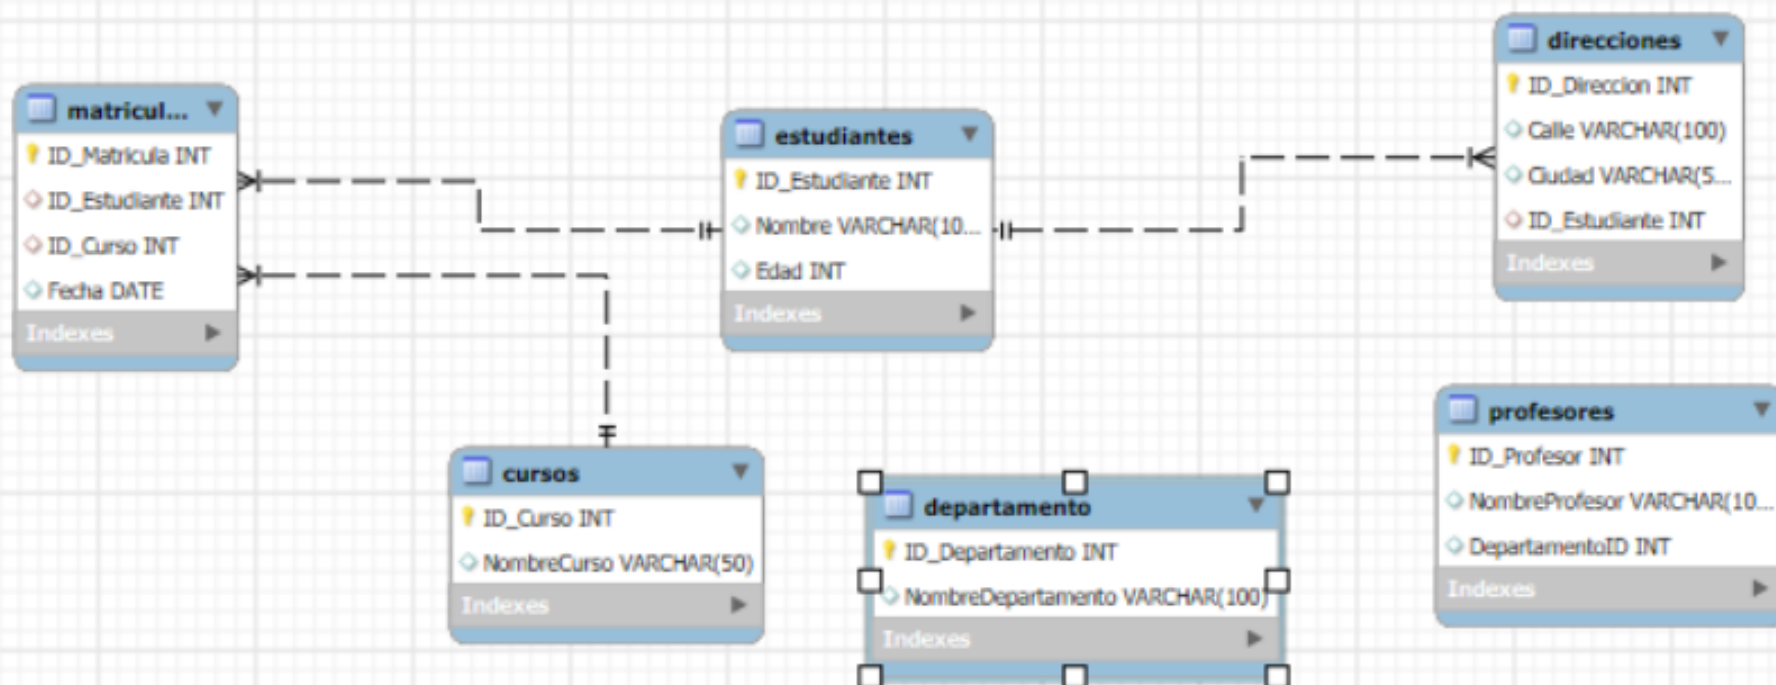 matricul...
ID_Matricula INT
ID_Estudiante INT
ID_Curso INT
Fecha DATE
Indexes
estudiantes
ID_Estudiante INT
Nombre VARCHAR(10...
Edad INT
Indexes
direcciones
ID_Direccion INT
Calle VARCHAR(100)
Ciudad VARCHAR(5...
ID_Estudiante INT
Indexes
cursos
ID_Curso INT
NombreCurso VARCHAR(50)
Indexes
departamento
ID_Departamento INT
NombreDepartamento VARCHAR(100)
Indexes
profesores
ID_Profesor INT
NombreProfesor VARCHAR(10...
DepartamentoID INT
Indexes